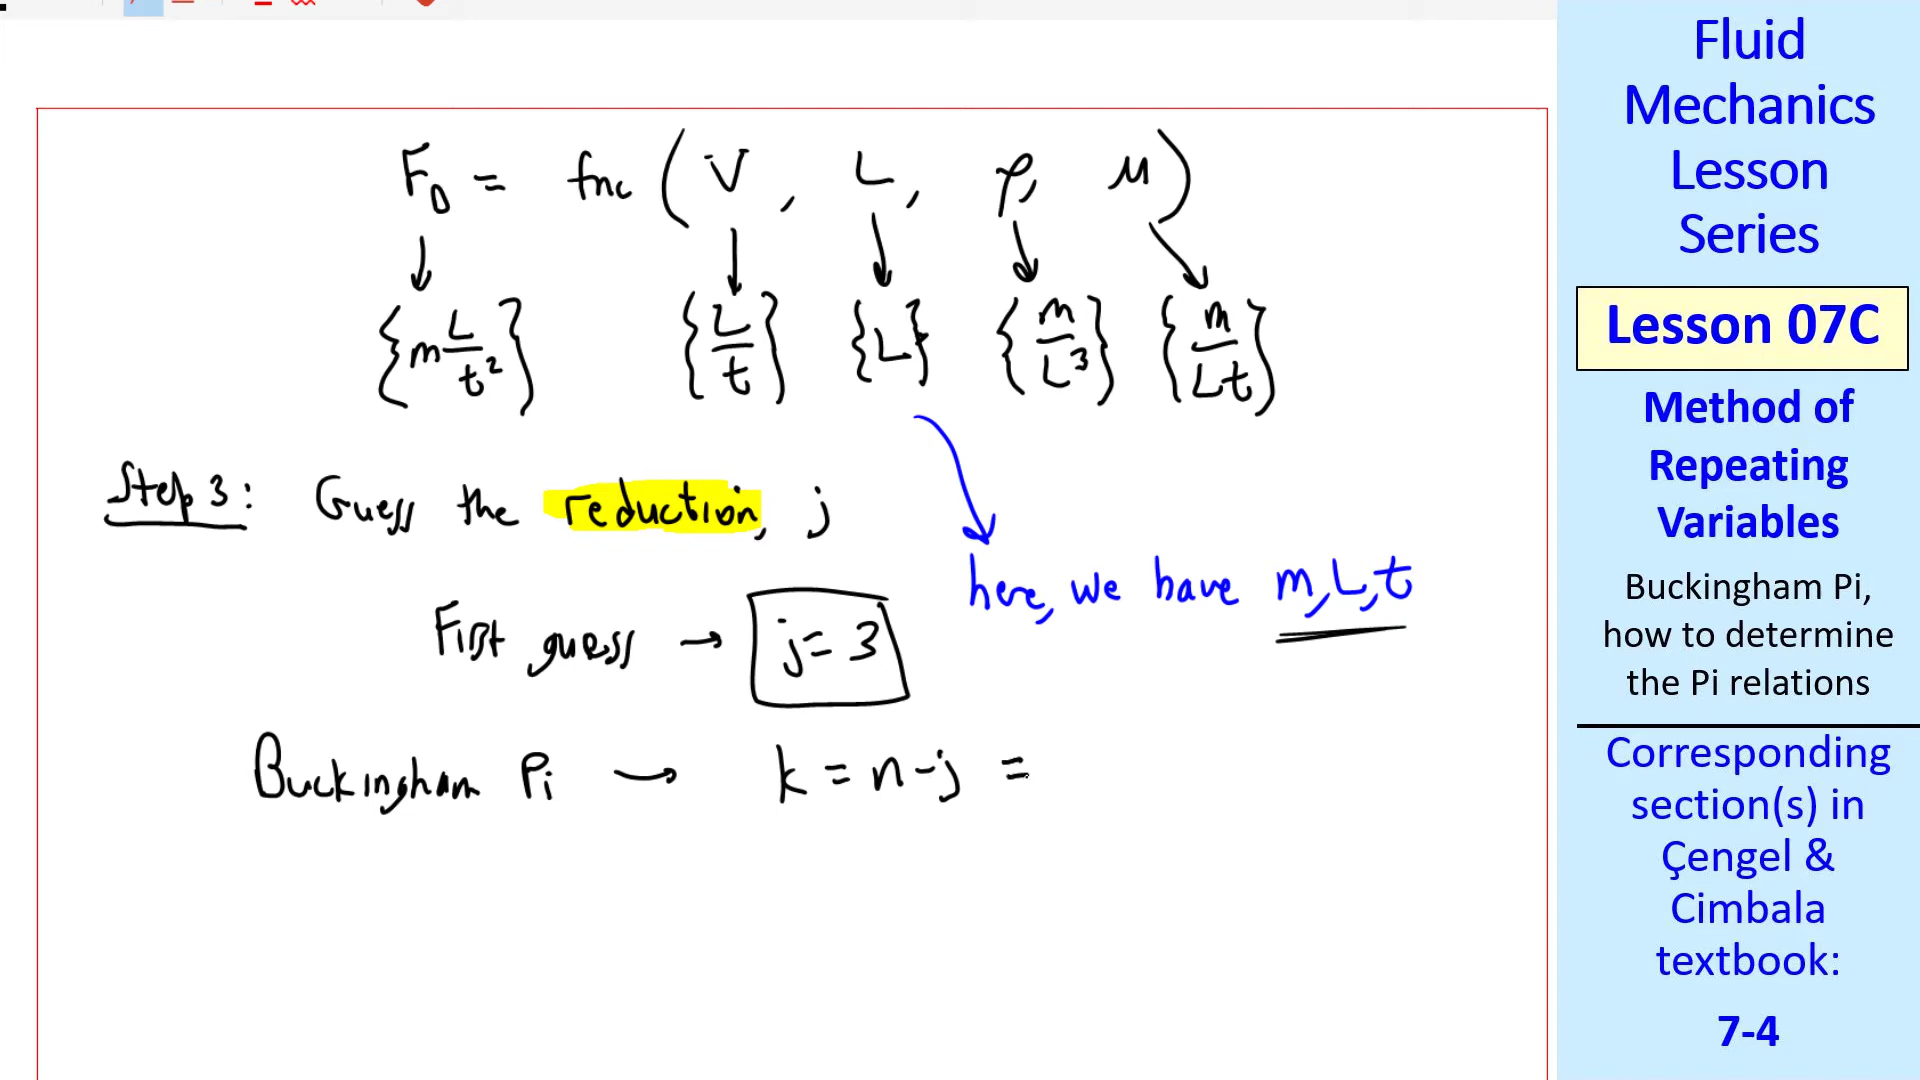 F_D = fnc ( V , L , ρ, μ )
{m L/t²} {L/t} {L} {m/L³} {m/Lt}
Step 3: Guess the reduction, j
here, we have m, L, t
First guess → j = 3
Buckingham Pi → k = n - j =
Fluid
Mechanics
Lesson
Series
Lesson 07C
Method of
Repeating
Variables
Buckingham Pi,
how to determine
the Pi relations
Corresponding
section(s) in
Çengel &
Cimbala
textbook:
7-4